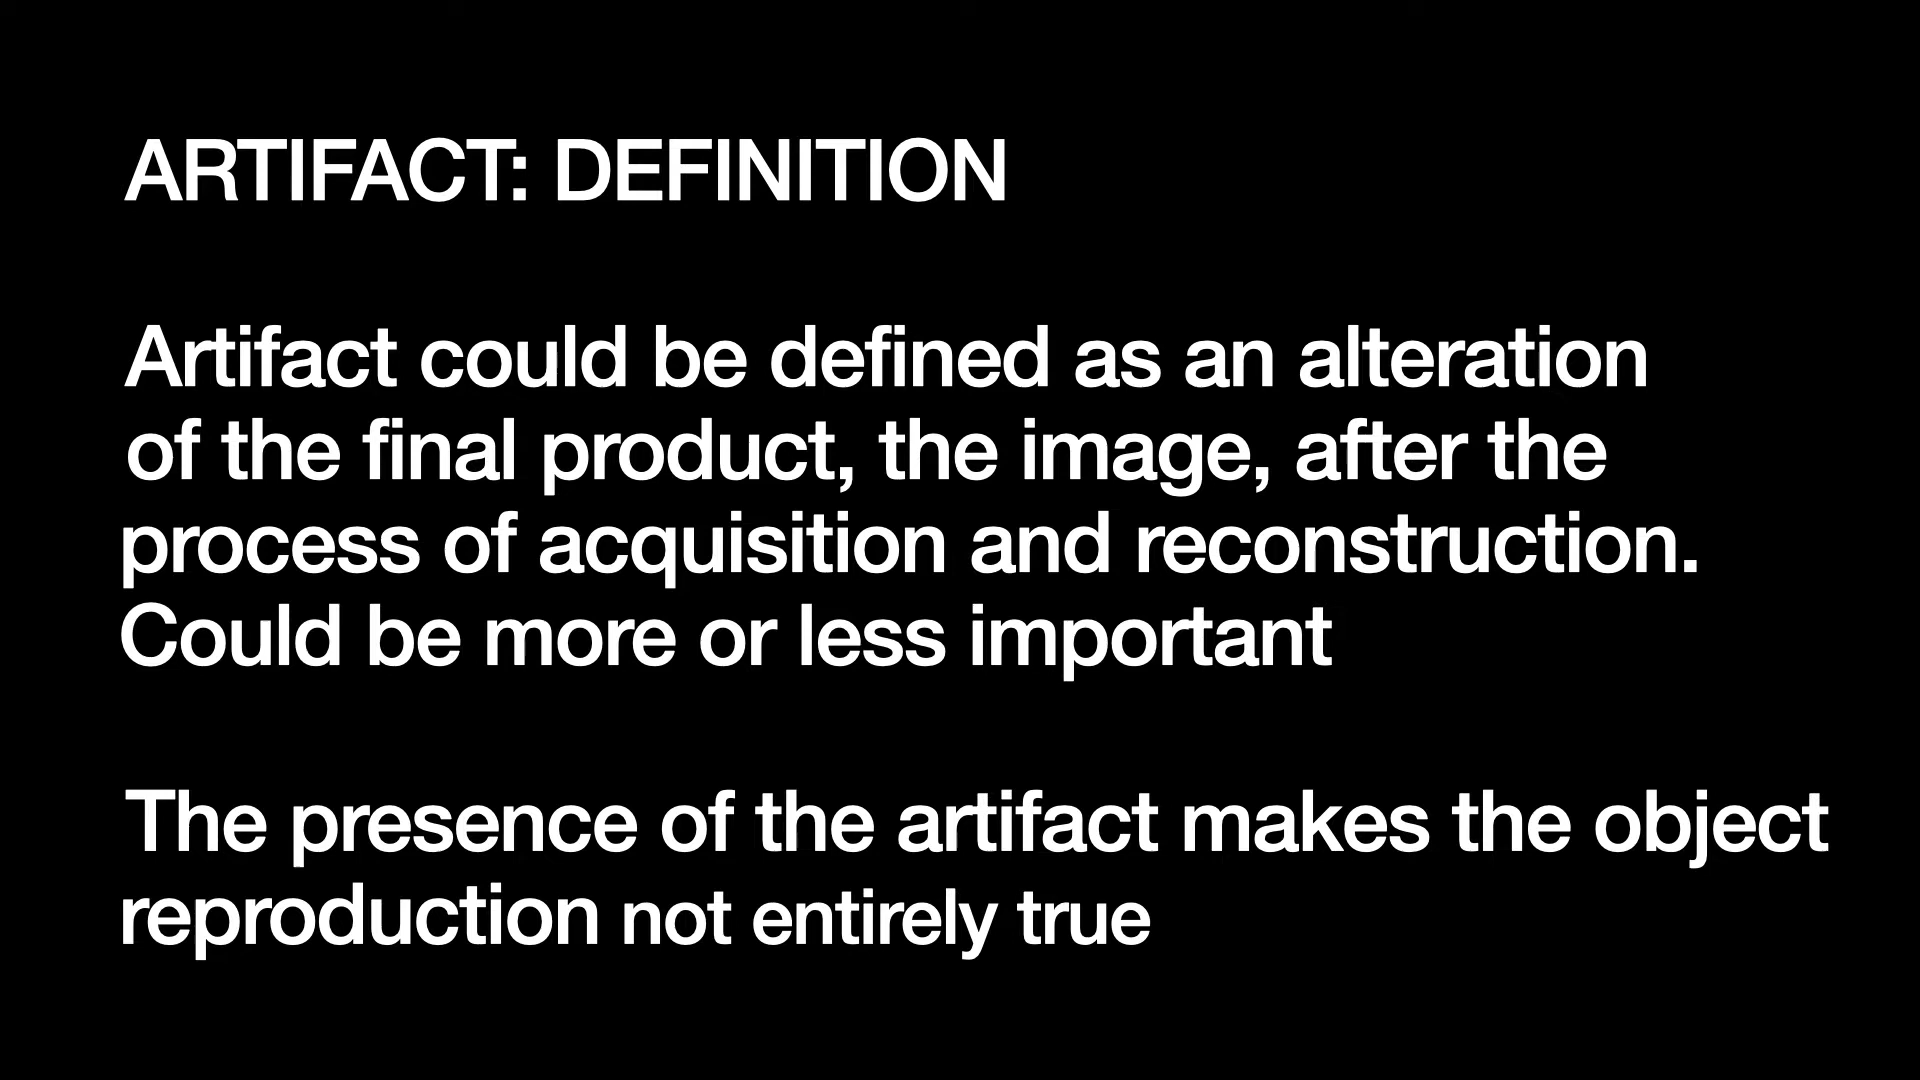 ARTIFACT: DEFINITION
Artifact could be defined as an alteration
of the final product, the image, after the
process of acquisition and reconstruction.
Could be more or less important
The presence of the artifact makes the object
reproduction not entirely true